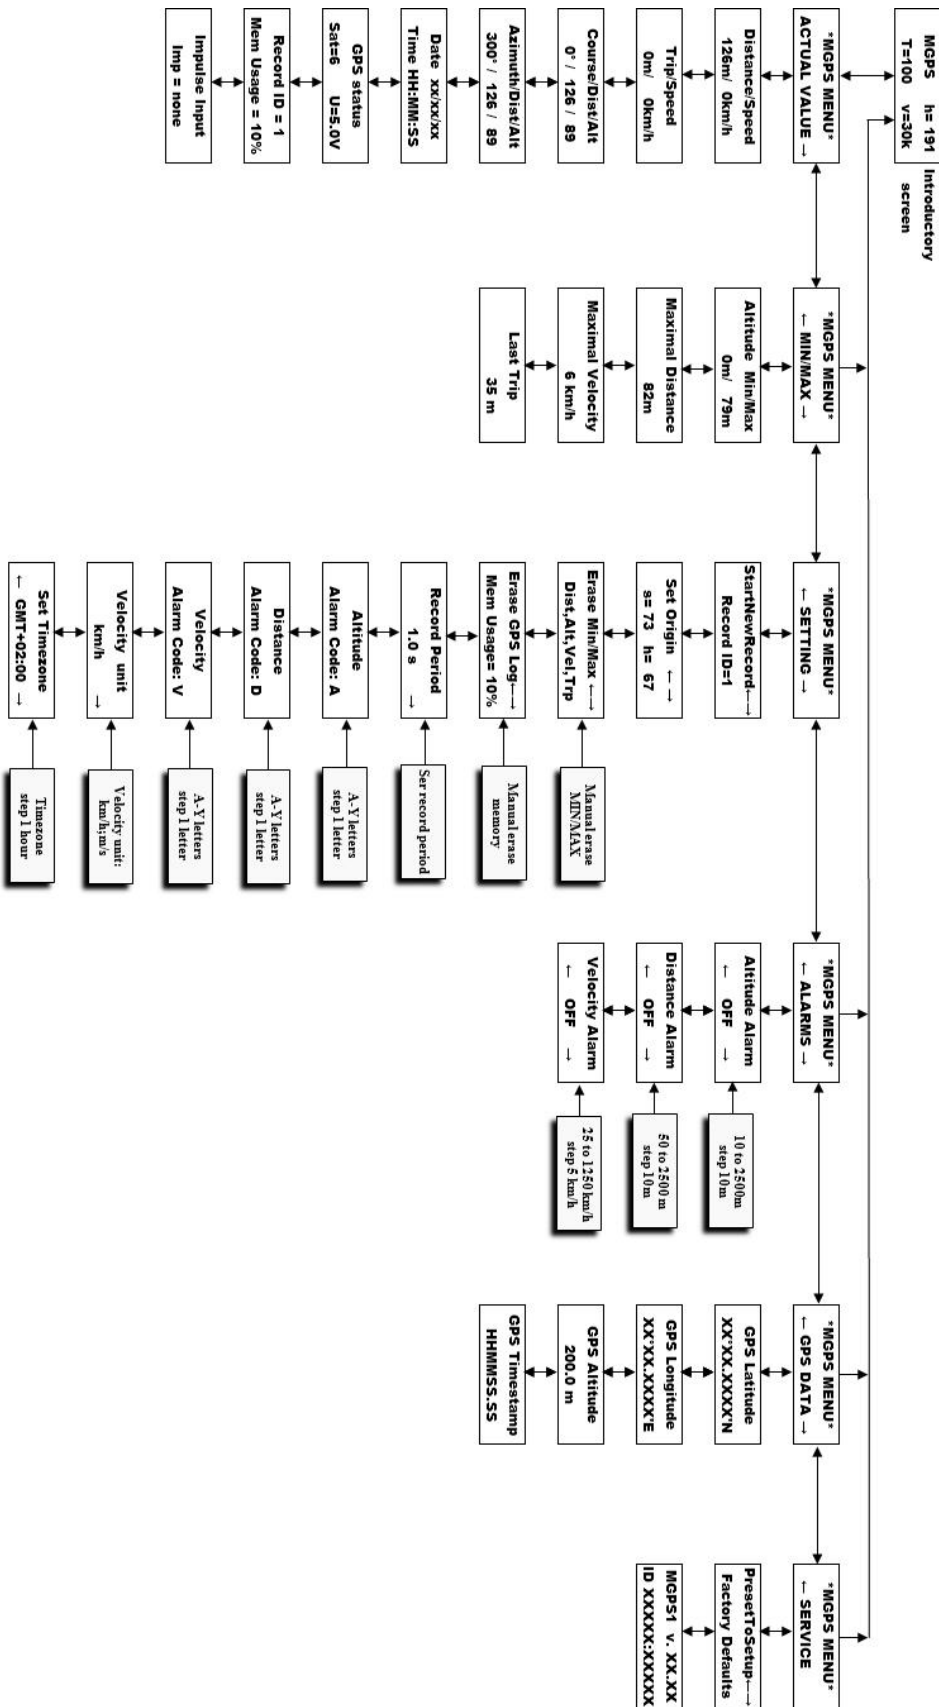 MGPS h= 191
T=100 v=30k
Introductory
screen
*MGPS MENU*
ACTUAL VALUE →
Distance/Speed
126m/ 0km/h
Trip/Speed
0m/ 0km/h
Course/Dist/Alt
0° / 126 / 89
Azimuth/Dist/Alt
300° / 126 / 89
Date xx/xx/xx
Time HH:MM:SS
GPS status
Sat=6 U=5.0V
Record ID = 1
Mem Usage = 10%
Impulse Input
Imp = none
*MGPS MENU*
← MIN/MAX →
Altitude Min/Max
0m/ 79m
Maximal Distance
82m
Maximal Velocity
6 km/h
Last Trip
35 m
*MGPS MENU*
← SETTING →
StartNewRecord←→
Record ID=1
Set Origin ← →
s= 73 h= 67
Erase Min/Max ←→
Dist,Alt,Vel,Trp
Manual erase
MIN/MAX
Erase GPS Log←→
Mem Usage= 10%
Manual erase
memory
Record Period
1.0 s →
Ser record period
Altitude
Alarm Code: A
A-Y letters
step 1 letter
Distance
Alarm Code: D
A-Y letters
step 1 letter
Velocity
Alarm Code: V
A-Y letters
step 1 letter
Velocity unit
km/h →
Velocity unit:
km/h;m/s
Set Timezone
← GMT+02:00 →
Timezone
step 1 hour
*MGPS MENU*
← ALARMS →
Altitude Alarm
← OFF →
10 to 2500m
step 10m
Distance Alarm
← OFF →
50 to 2500 m
step 10m
Velocity Alarm
← OFF →
25 to 1250 km/h
step 5 km/h
*MGPS MENU*
← GPS DATA →
GPS Latitude
XX°XX.XXXX'N
GPS Longitude
XX°XX.XXXX'E
GPS Altitude
200.0 m
GPS Timestamp
HHMMSS.SS
*MGPS MENU*
← SERVICE
PresetToSetup←→
Factory Defaults
MGPS1 v. XX.XX
ID XXXXX:XXXXX